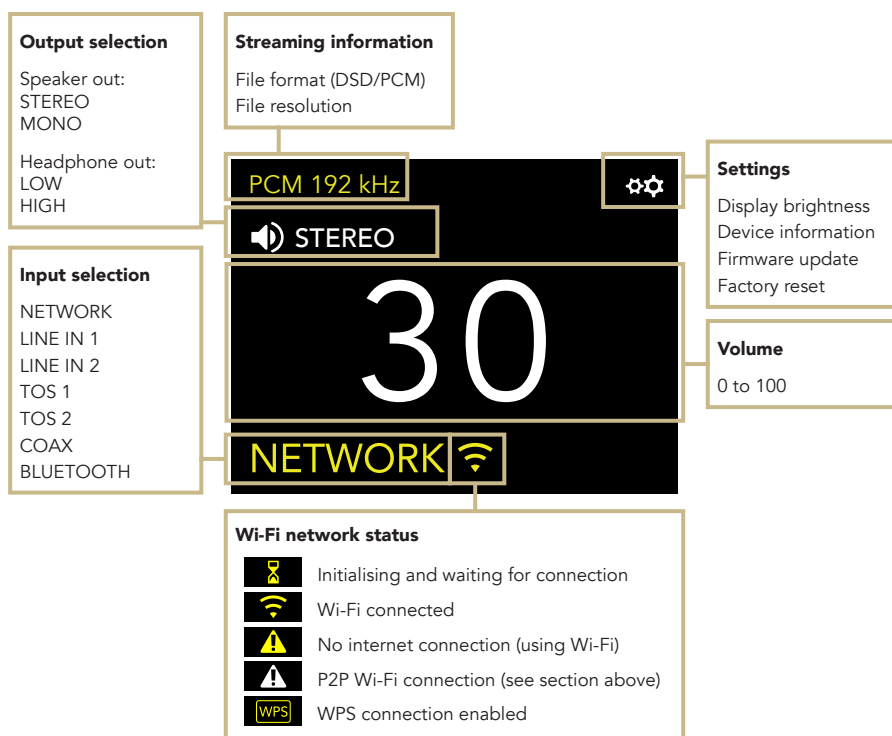 Output selection
Speaker out:
STEREO
MONO
Headphone out:
LOW
HIGH
Streaming information
File format (DSD/PCM)
File resolution
Input selection
NETWORK
LINE IN 1
LINE IN 2
TOS 1
TOS 2
COAX
BLUETOOTH
PCM 192 kHz
STEREO
30
NETWORK
Settings
Display brightness
Device information
Firmware update
Factory reset
Volume
0 to 100
Wi-Fi network status
Initialising and waiting for connection
Wi-Fi connected
No internet connection (using Wi-Fi)
P2P Wi-Fi connection (see section above)
WPS WPS connection enabled